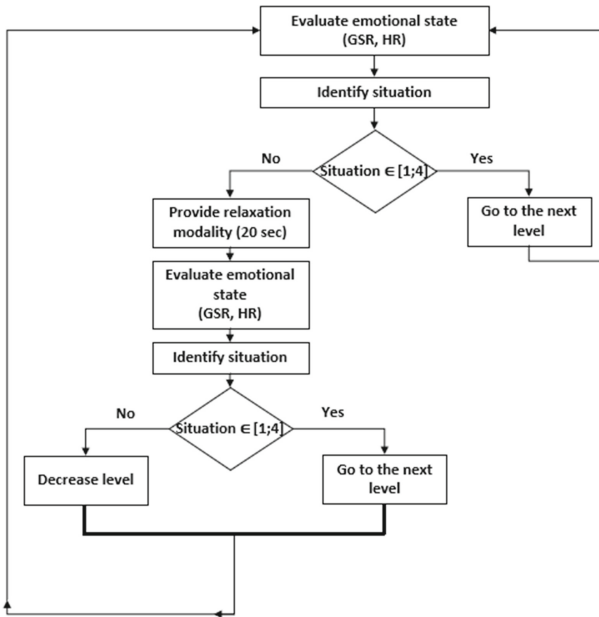 Evaluate emotional state
(GSR, HR)
Identify situation
Situation ∈ [1;4]
No
Yes
Provide relaxation
modality (20 sec)
Go to the next
level
Evaluate emotional
state
(GSR, HR)
Identify situation
Situation ∈ [1;4]
No
Yes
Decrease level
Go to the next
level